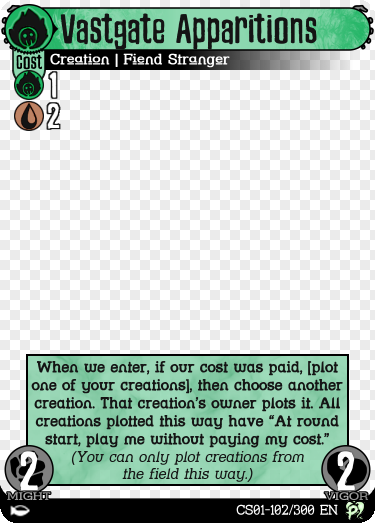 Vastgate Apparitions
Cost
Creation | Fiend Stranger
1
2
When we enter, if our cost was paid, [plot
one of your creations], then choose another
creation. That creation's owner plots it. All
creations plotted this way have “At round
start, play me without paying my cost.”
(You can only plot creations from
the field this way.)
2
2
MIGHT
VIGOR
CS01-102/300 EN